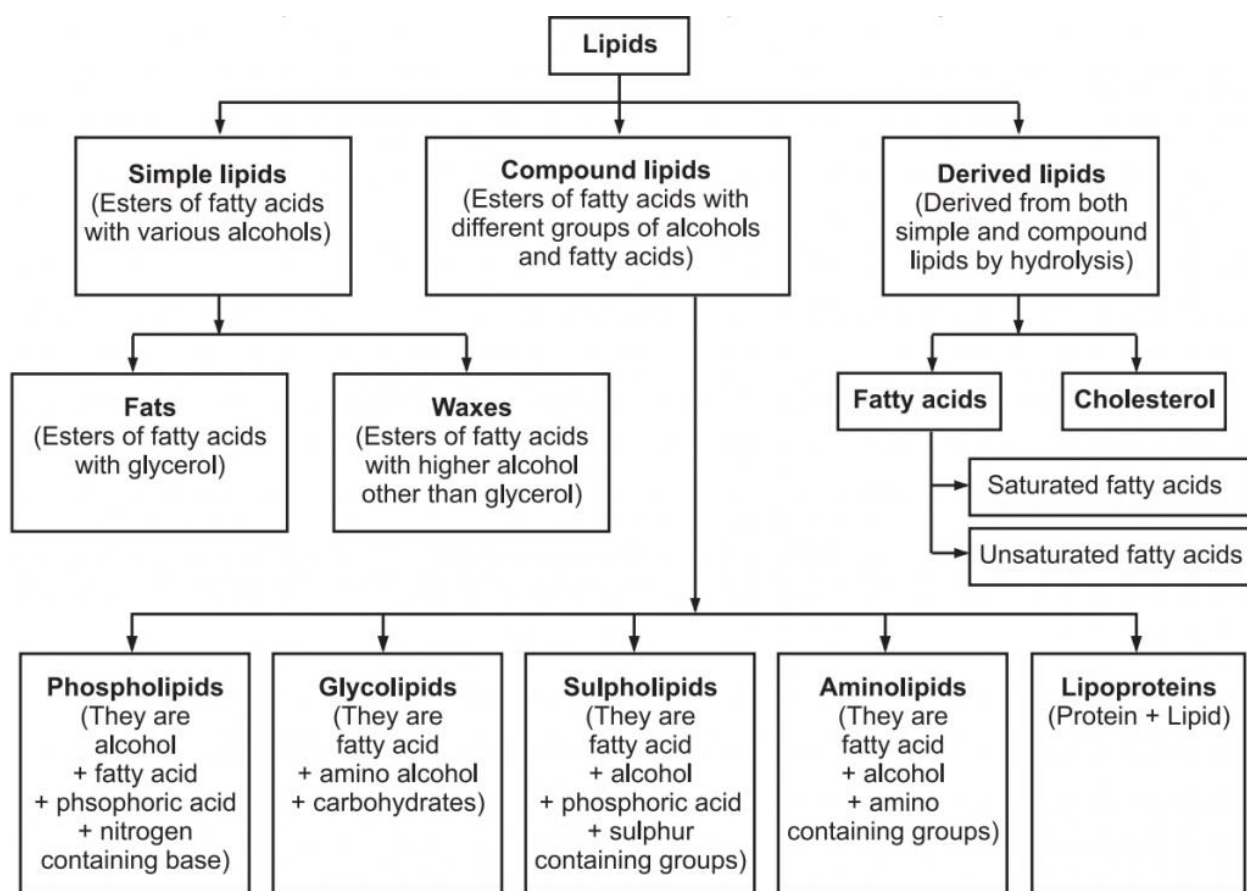 Lipids
Simple lipids
(Esters of fatty acids
with various alcohols)
Compound lipids
(Esters of fatty acids with
different groups of alcohols
and fatty acids)
Derived lipids
(Derived from both
simple and compound
lipids by hydrolysis)
Fats
(Esters of fatty acids
with glycerol)
Waxes
(Esters of fatty acids
with higher alcohol
other than glycerol)
Fatty acids
Cholesterol
Saturated fatty acids
Unsaturated fatty acids
Phospholipids
(They are
alcohol
+ fatty acid
+ phsophoric acid
+ nitrogen
containing base)
Glycolipids
(They are
fatty acid
+ amino alcohol
+ carbohydrates)
Sulpholipids
(They are
fatty acid
+ alcohol
+ phosphoric acid
+ sulphur
containing groups)
Aminolipids
(They are
fatty acid
+ alcohol
+ amino
containing groups)
Lipoproteins
(Protein + Lipid)